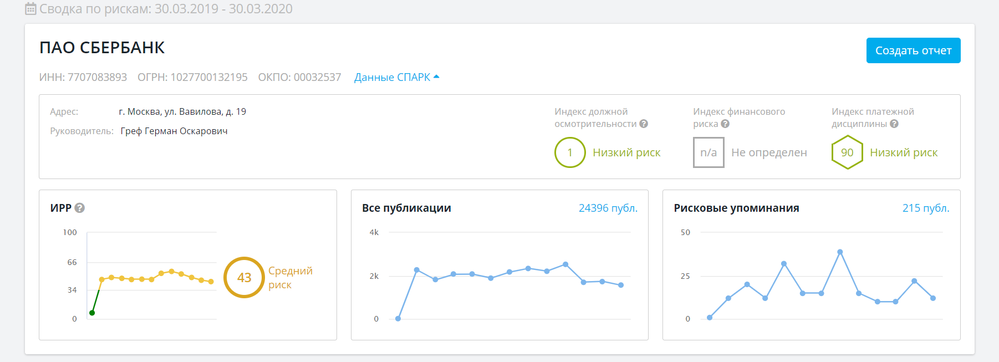 Сводка по рискам: 30.03.2019 - 30.03.2020
ПАО СБЕРБАНК
Создать отчет
ИНН: 7707083893 ОГРН: 1027700132195 ОКПО: 00032537 Данные СПАРК
Адрес: г. Москва, ул. Вавилова, д. 19
Руководитель: Греф Герман Оскарович
Индекс должной
осмотрительности ?
1 Низкий риск
Индекс финансового
риска ?
n/a Не определен
Индекс платежной
дисциплины ?
90 Низкий риск
ИРР ?
100
66
34
0
43
Средний
риск
Все публикации 24396 публ.
4k
2k
0
Рисковые упоминания 215 публ.
50
25
0